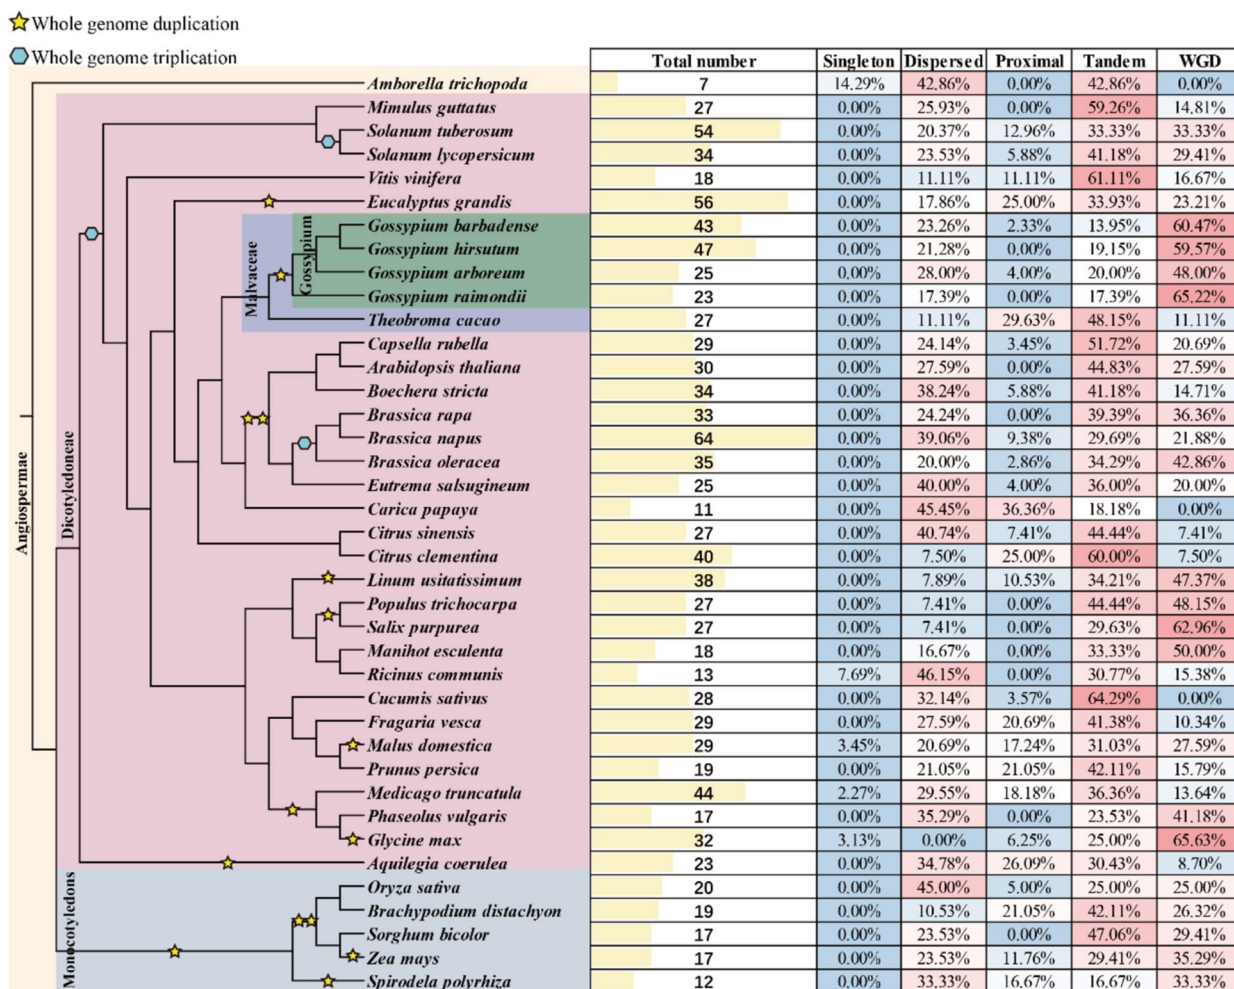 Whole genome duplication
Whole genome triplication
Total number Singleton Dispersed Proximal Tandem WGD
Amborella trichopoda 7 14.29% 42.86% 0.00% 42.86% 0.00%
Mimulus guttatus 27 0.00% 25.93% 0.00% 59.26% 14.81%
Solanum tuberosum 54 0.00% 20.37% 12.96% 33.33% 33.33%
Solanum lycopersicum 34 0.00% 23.53% 5.88% 41.18% 29.41%
Vitis vinifera 18 0.00% 11.11% 11.11% 61.11% 16.67%
Eucalyptus grandis 56 0.00% 17.86% 25.00% 33.93% 23.21%
Gossypium barbadense 43 0.00% 23.26% 2.33% 13.95% 60.47%
Gossypium hirsutum 47 0.00% 21.28% 0.00% 19.15% 59.57%
Gossypium arboreum 25 0.00% 28.00% 4.00% 20.00% 48.00%
Gossypium raimondii 23 0.00% 17.39% 0.00% 17.39% 65.22%
Theobroma cacao 27 0.00% 11.11% 29.63% 48.15% 11.11%
Capsella rubella 29 0.00% 24.14% 3.45% 51.72% 20.69%
Arabidopsis thaliana 30 0.00% 27.59% 0.00% 44.83% 27.59%
Boechera stricta 34 0.00% 38.24% 5.88% 41.18% 14.71%
Brassica rapa 33 0.00% 24.24% 0.00% 39.39% 36.36%
Brassica napus 64 0.00% 39.06% 9.38% 29.69% 21.88%
Brassica oleracea 35 0.00% 20.00% 2.86% 34.29% 42.86%
Eutrema salsugineum 25 0.00% 40.00% 4.00% 36.00% 20.00%
Carica papaya 11 0.00% 45.45% 36.36% 18.18% 0.00%
Citrus sinensis 27 0.00% 40.74% 7.41% 44.44% 7.41%
Citrus clementina 40 0.00% 7.50% 25.00% 60.00% 7.50%
Linum usitatissimum 38 0.00% 7.89% 10.53% 34.21% 47.37%
Populus trichocarpa 27 0.00% 7.41% 0.00% 44.44% 48.15%
Salix purpurea 27 0.00% 7.41% 0.00% 29.63% 62.96%
Manihot esculenta 18 0.00% 16.67% 0.00% 33.33% 50.00%
Ricinus communis 13 7.69% 46.15% 0.00% 30.77% 15.38%
Cucumis sativus 28 0.00% 32.14% 3.57% 64.29% 0.00%
Fragaria vesca 29 0.00% 27.59% 20.69% 41.38% 10.34%
Malus domestica 29 3.45% 20.69% 17.24% 31.03% 27.59%
Prunus persica 19 0.00% 21.05% 21.05% 42.11% 15.79%
Medicago truncatula 44 2.27% 29.55% 18.18% 36.36% 13.64%
Phaseolus vulgaris 17 0.00% 35.29% 0.00% 23.53% 41.18%
Glycine max 32 3.13% 0.00% 6.25% 25.00% 65.63%
Aquilegia coerulea 23 0.00% 34.78% 26.09% 30.43% 8.70%
Oryza sativa 20 0.00% 45.00% 5.00% 25.00% 25.00%
Brachypodium distachyon 19 0.00% 10.53% 21.05% 42.11% 26.32%
Sorghum bicolor 17 0.00% 23.53% 0.00% 47.06% 29.41%
Zea mays 17 0.00% 23.53% 11.76% 29.41% 35.29%
Spirodela polyrhiza 12 0.00% 33.33% 16.67% 16.67% 33.33%
Angiospermae
Dicotyledoneae
Malvaceae
Gossypium
Monocotyledons